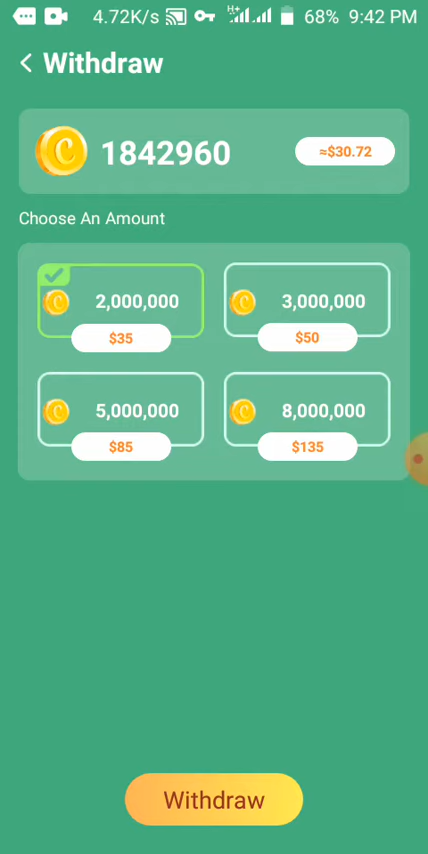 4.72K/s H+ 68% 9:42 PM
Withdraw
1842960 ≈$30.72
Choose An Amount
2,000,000 3,000,000
$35 $50
5,000,000 8,000,000
$85 $135
Withdraw